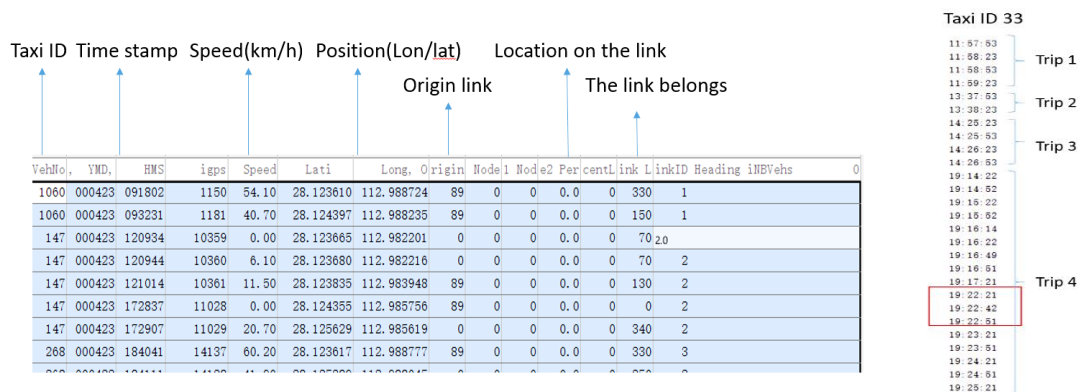 Taxi ID Time stamp Speed(km/h) Position(Lon/lat) Location on the link
Origin link The link belongs
VehNo, YMD, HMS igps Speed Lati Long, O rigin Node 1 Nod e2 Per centL ink L inkID Heading iNBVehs 0
1060 000423 091802 1150 54.10 28.123610 112.988724 89 0 0 0.0 0 330 1
1060 000423 093231 1181 40.70 28.124397 112.988235 89 0 0 0.0 0 150 1
147 000423 120934 10359 0.00 28.123665 112.982201 0 0 0 0.0 0 70 2.0
147 000423 120944 10360 6.10 28.123680 112.982216 0 0 0 0.0 0 70 2
147 000423 121014 10361 11.50 28.123835 112.983948 89 0 0 0.0 0 130 2
147 000423 172837 11028 0.00 28.124355 112.985756 89 0 0 0.0 0 0 2
147 000423 172907 11029 20.70 28.125629 112.985619 0 0 0 0.0 0 340 2
268 000423 184041 14137 60.20 28.123617 112.988777 89 0 0 0.0 0 330 3
Taxi ID 33
11:57:53
11:58:23
11:58:53
11:59:23
Trip 1
13:37:53
13:38:23
Trip 2
14:25:23
14:25:53
14:26:23
14:26:53
Trip 3
19:14:22
19:14:52
19:15:22
19:15:52
19:16:14
19:16:22
19:16:49
19:16:51
19:17:21
19:22:21
19:22:42
19:22:51
19:23:21
19:23:51
19:24:21
19:24:51
19:25:21
Trip 4